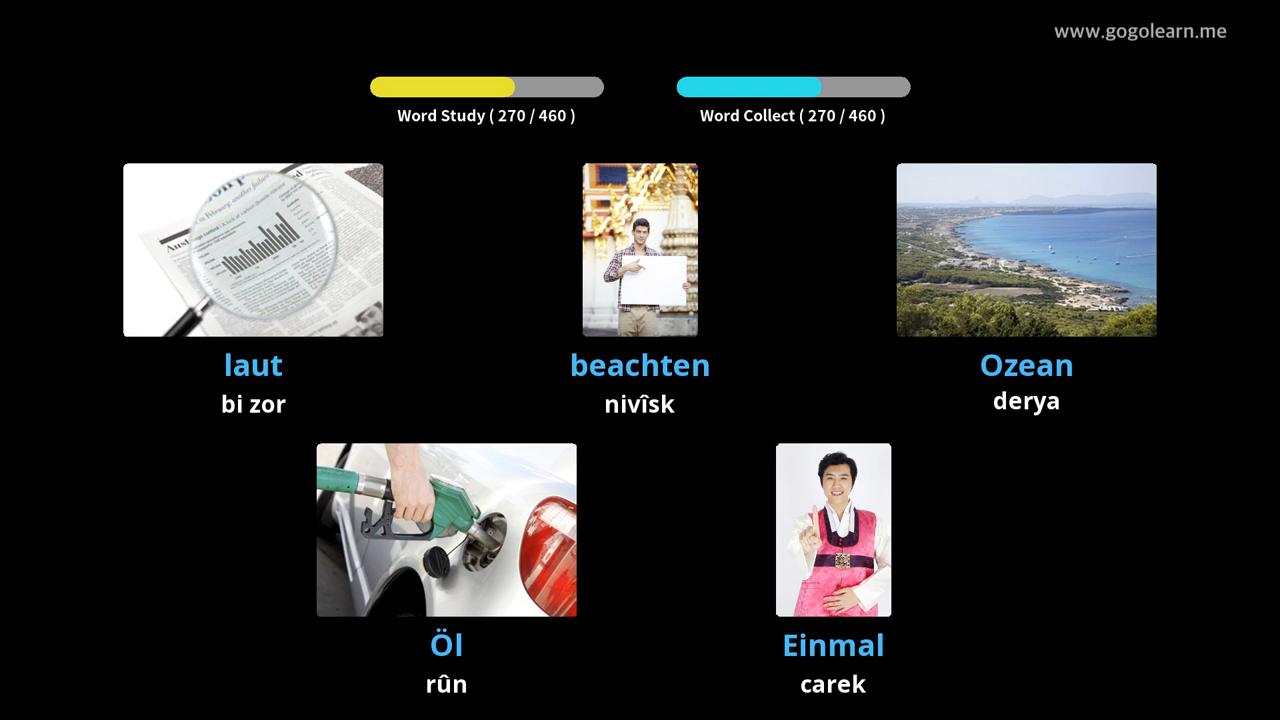 www.gogolearn.me
Word Study ( 270 / 460 )
Word Collect ( 270 / 460 )
laut
bi zor
beachten
nivîsk
Ozean
derya
Öl
rûn
Einmal
carek